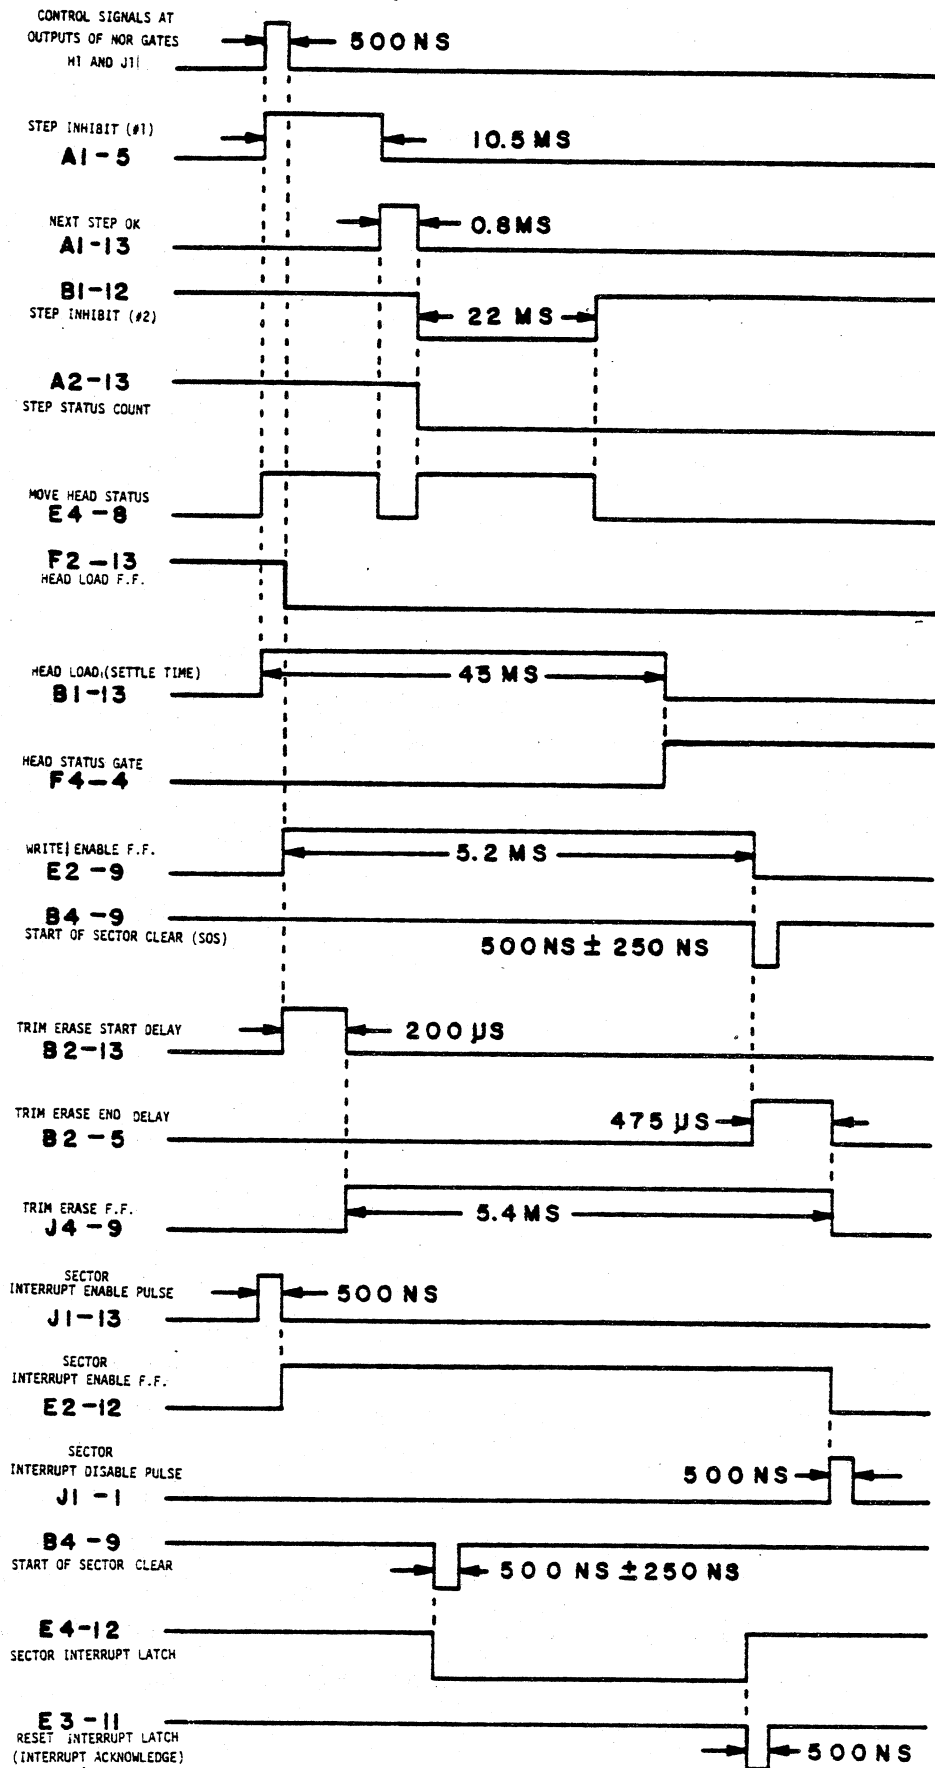 CONTROL SIGNALS AT
OUTPUTS OF NOR GATES
H1 AND J1
500NS
STEP INHIBIT (#1)
A1-5
10.5MS
NEXT STEP OK
A1-13
0.8MS
B1-12
STEP INHIBIT (#2)
22 MS
A2-13
STEP STATUS COUNT
MOVE HEAD STATUS
E4-8
F2-13
HEAD LOAD F.F.
HEAD LOAD (SETTLE TIME)
B1-13
45 MS
HEAD STATUS GATE
F4-4
WRITE ENABLE F.F.
E2-9
5.2 MS
B4-9
START OF SECTOR CLEAR (SOS)
500NS ± 250 NS
TRIM ERASE START DELAY
B2-13
200 µS
TRIM ERASE END DELAY
B2-5
475 µS
TRIM ERASE F.F.
J4-9
5.4MS
SECTOR
INTERRUPT ENABLE PULSE
J1-13
500 NS
SECTOR
INTERRUPT ENABLE F.F.
E2-12
SECTOR
INTERRUPT DISABLE PULSE
J1-1
500NS
B4-9
START OF SECTOR CLEAR
500 NS ±250 NS
E4-12
SECTOR INTERRUPT LATCH
E3-11
RESET INTERRUPT LATCH
(INTERRUPT ACKNOWLEDGE)
500NS